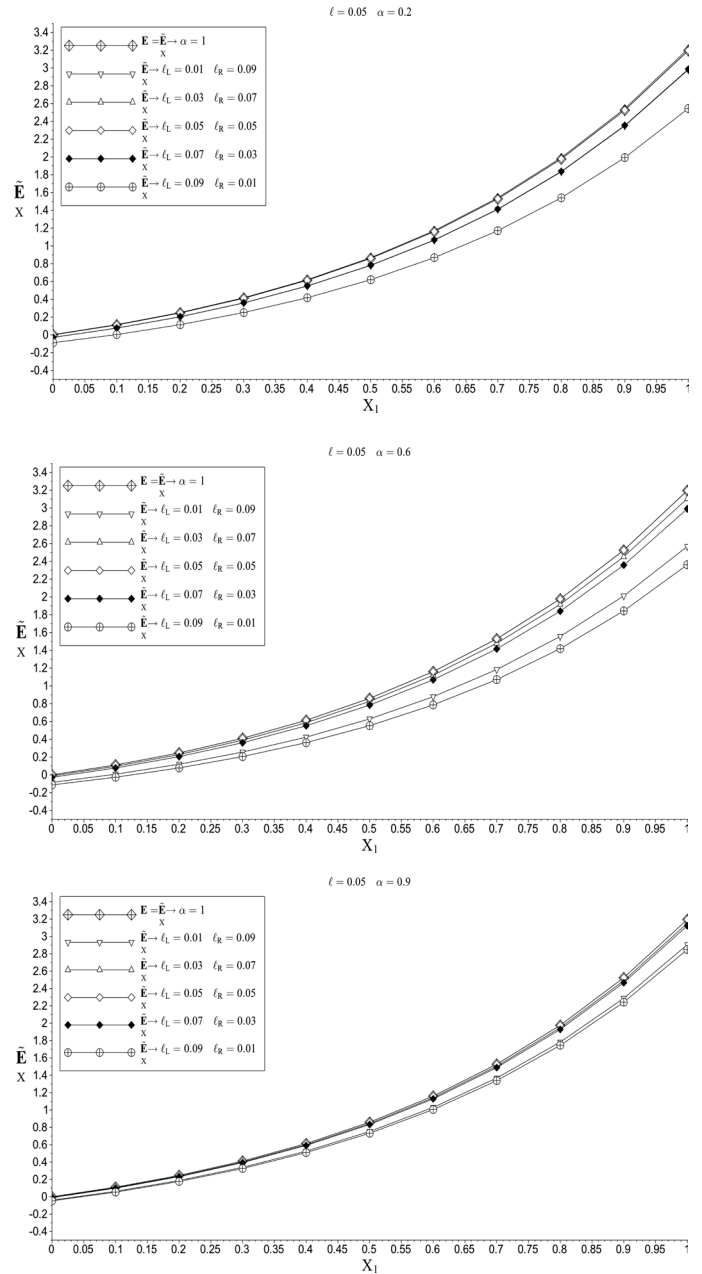 ℓ = 0.05 α = 0.2
3.4
3.2
3
2.8
2.6
2.4
2.2
2
1.8
1.6
1.4
1.2
1
0.8
0.6
0.4
0.2
0
-0.2
-0.4
Ẽ
X
E =Ẽ→ α = 1
X
Ẽ→ ℓL = 0.01 ℓR = 0.09
X
Ẽ→ ℓL = 0.03 ℓR = 0.07
X
Ẽ→ ℓL = 0.05 ℓR = 0.05
X
Ẽ→ ℓL = 0.07 ℓR = 0.03
X
Ẽ→ ℓL = 0.09 ℓR = 0.01
X
0 0.05 0.1 0.15 0.2 0.25 0.3 0.35 0.4 0.45 0.5 0.55 0.6 0.65 0.7 0.75 0.8 0.85 0.9 0.95 1
X1
ℓ = 0.05 α = 0.6
3.4
3.2
3
2.8
2.6
2.4
2.2
2
1.8
1.6
1.4
1.2
1
0.8
0.6
0.4
0.2
0
-0.2
-0.4
Ẽ
X
E =Ẽ→ α = 1
X
Ẽ→ ℓL = 0.01 ℓR = 0.09
X
Ẽ→ ℓL = 0.03 ℓR = 0.07
X
Ẽ→ ℓL = 0.05 ℓR = 0.05
X
Ẽ→ ℓL = 0.07 ℓR = 0.03
X
Ẽ→ ℓL = 0.09 ℓR = 0.01
X
0 0.05 0.1 0.15 0.2 0.25 0.3 0.35 0.4 0.45 0.5 0.55 0.6 0.65 0.7 0.75 0.8 0.85 0.9 0.95 1
X1
ℓ = 0.05 α = 0.9
3.4
3.2
3
2.8
2.6
2.4
2.2
2
1.8
1.6
1.4
1.2
1
0.8
0.6
0.4
0.2
0
-0.2
-0.4
Ẽ
X
E =Ẽ→ α = 1
X
Ẽ→ ℓL = 0.01 ℓR = 0.09
X
Ẽ→ ℓL = 0.03 ℓR = 0.07
X
Ẽ→ ℓL = 0.05 ℓR = 0.05
X
Ẽ→ ℓL = 0.07 ℓR = 0.03
X
Ẽ→ ℓL = 0.09 ℓR = 0.01
X
0 0.05 0.1 0.15 0.2 0.25 0.3 0.35 0.4 0.45 0.5 0.55 0.6 0.65 0.7 0.75 0.8 0.85 0.9 0.95 1
X1